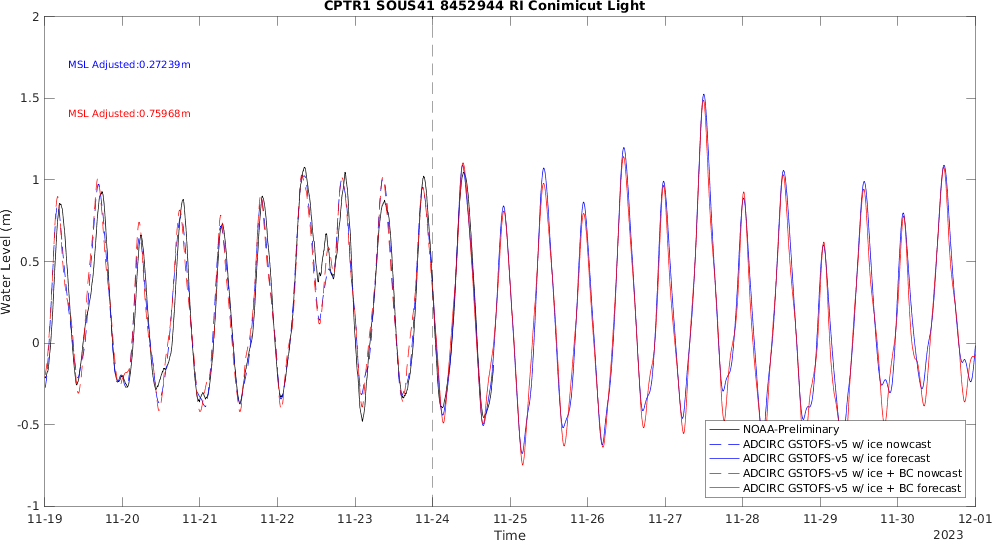 CPTR1 SOUS41 8452944 RI Conimicut Light
2
1.5
1
0.5
0
-0.5
-1
Water Level (m)
MSL Adjusted:0.27239m
MSL Adjusted:0.75968m
NOAA-Preliminary
ADCIRC GSTOFS-v5 w/ ice nowcast
ADCIRC GSTOFS-v5 w/ ice forecast
ADCIRC GSTOFS-v5 w/ ice + BC nowcast
ADCIRC GSTOFS-v5 w/ ice + BC forecast
11-19 11-20 11-21 11-22 11-23 11-24 11-25 11-26 11-27 11-28 11-29 11-30 12-01
Time
2023